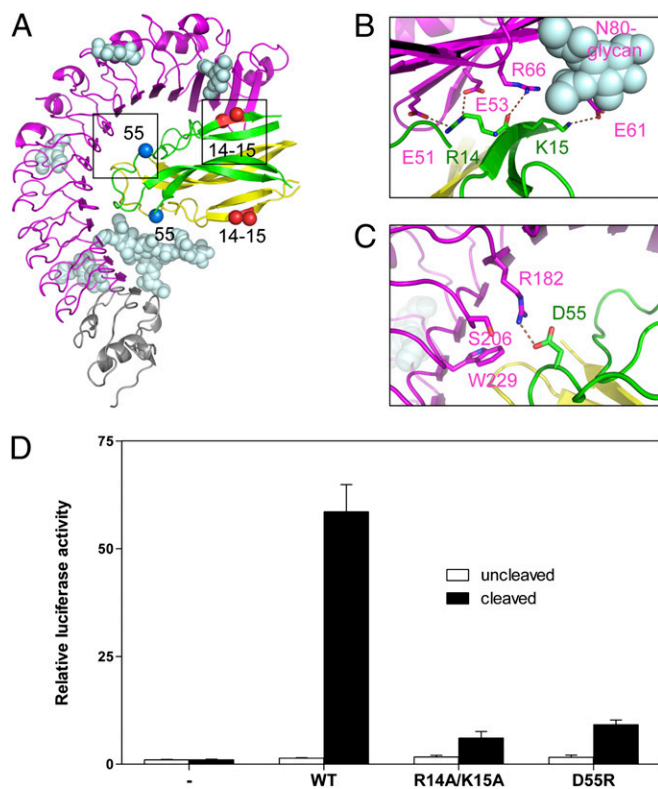 A
55
14-15
55
14-15
B
N80-
glycan
R66
E53
E51
R14
K15
E61
C
R182
D55
S206
W229
D
Relative luciferase activity
75
50
25
0
uncleaved
cleaved
- WT R14A/K15A D55R